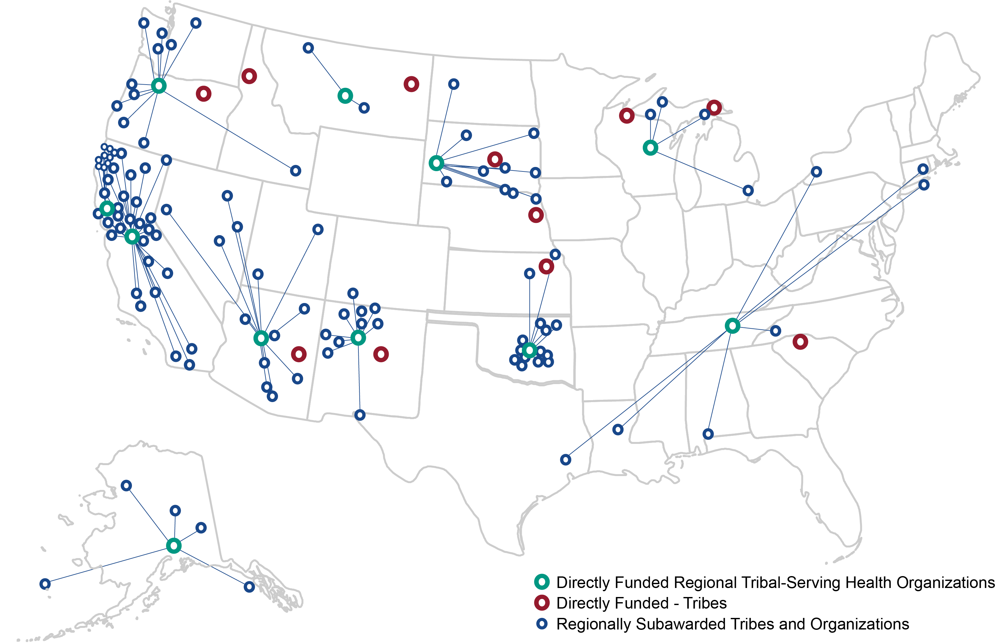 Directly Funded Regional Tribal-Serving Health Organizations
Directly Funded - Tribes
Regionally Subawarded Tribes and Organizations